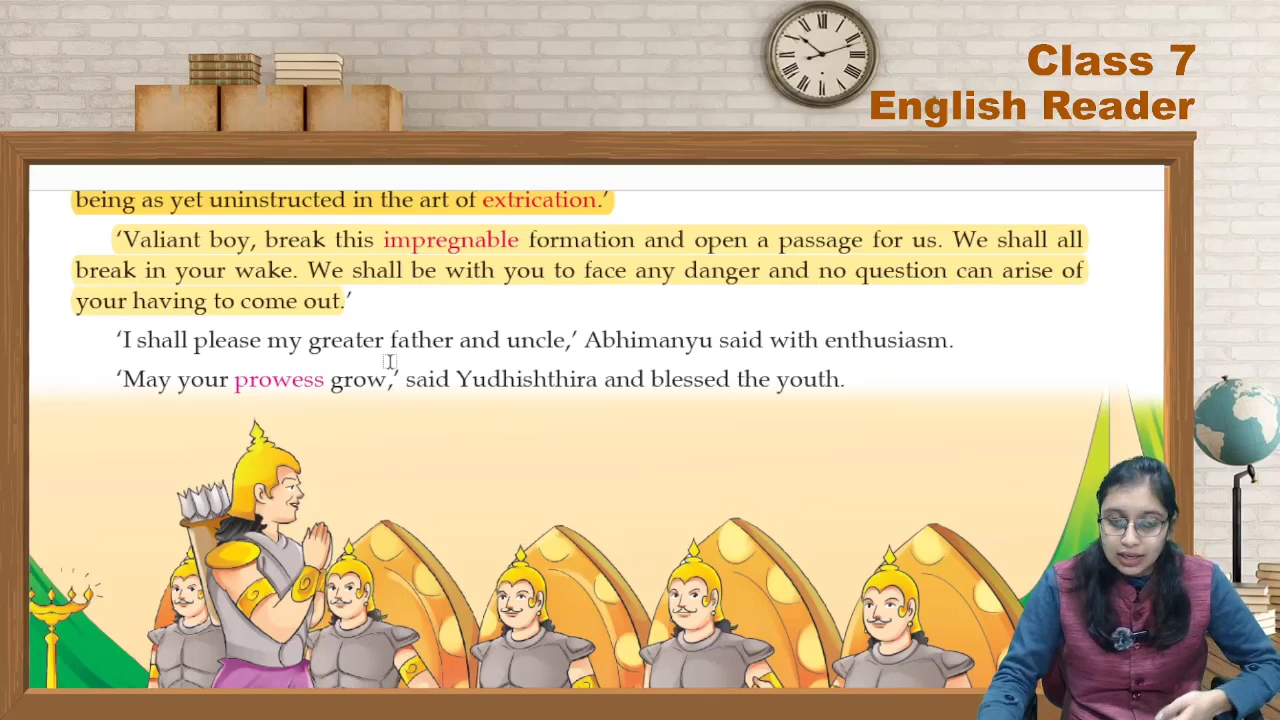 Class 7
English Reader
being as yet uninstructed in the art of extrication.’
‘Valiant boy, break this impregnable formation and open a passage for us. We shall all
break in your wake. We shall be with you to face any danger and no question can arise of
your having to come out.’
‘I shall please my greater father and uncle,’ Abhimanyu said with enthusiasm.
‘May your prowess grow,’ said Yudhishthira and blessed the youth.